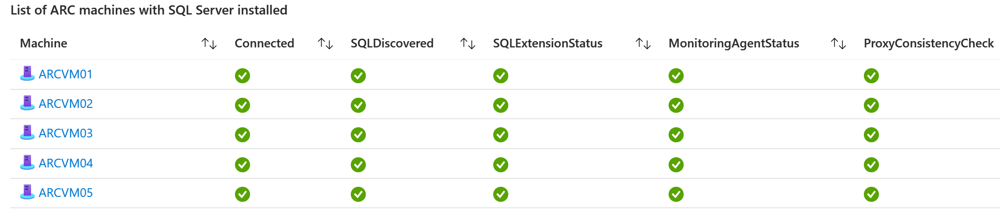 List of ARC machines with SQL Server installed
Machine ↑↓ Connected ↑↓ SQLDiscovered ↑↓ SQLExtensionStatus ↑↓ MonitoringAgentStatus ↑↓ ProxyConsistencyCheck
ARCVM01
ARCVM02
ARCVM03
ARCVM04
ARCVM05